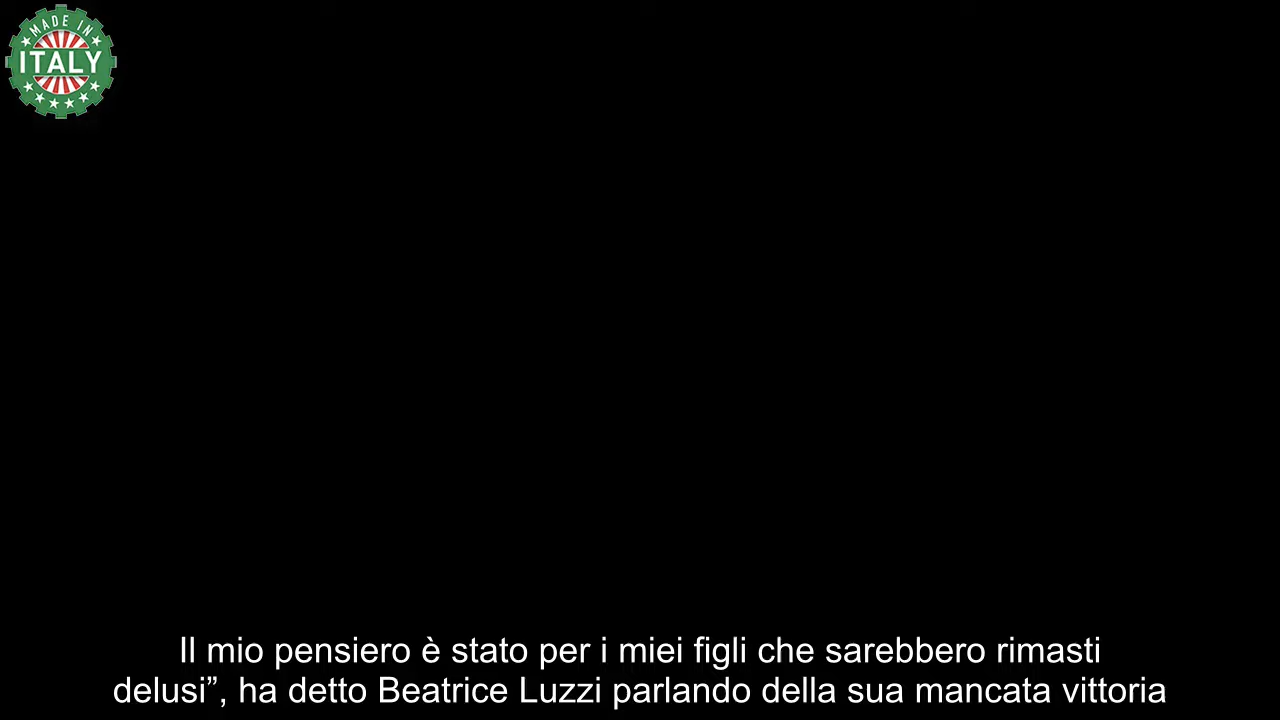 MADE IN
ITALY
Il mio pensiero è stato per i miei figli che sarebbero rimasti
delusi”, ha detto Beatrice Luzzi parlando della sua mancata vittoria